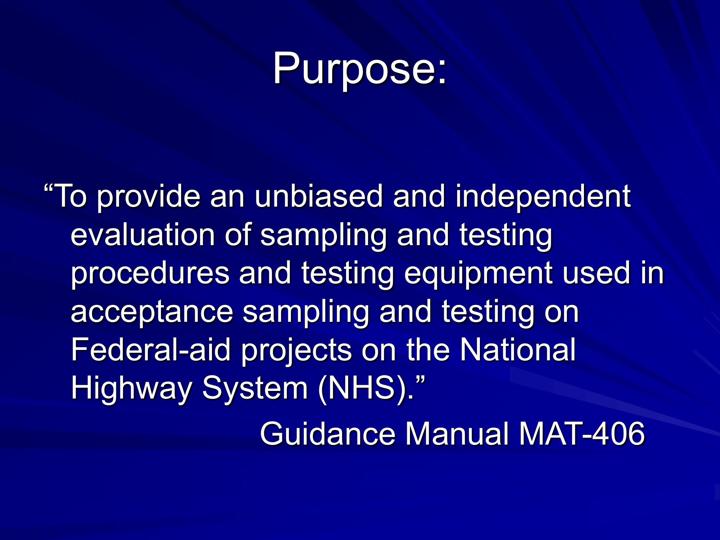 Purpose:
“To provide an unbiased and independent
evaluation of sampling and testing
procedures and testing equipment used in
acceptance sampling and testing on
Federal-aid projects on the National
Highway System (NHS).”
Guidance Manual MAT-406